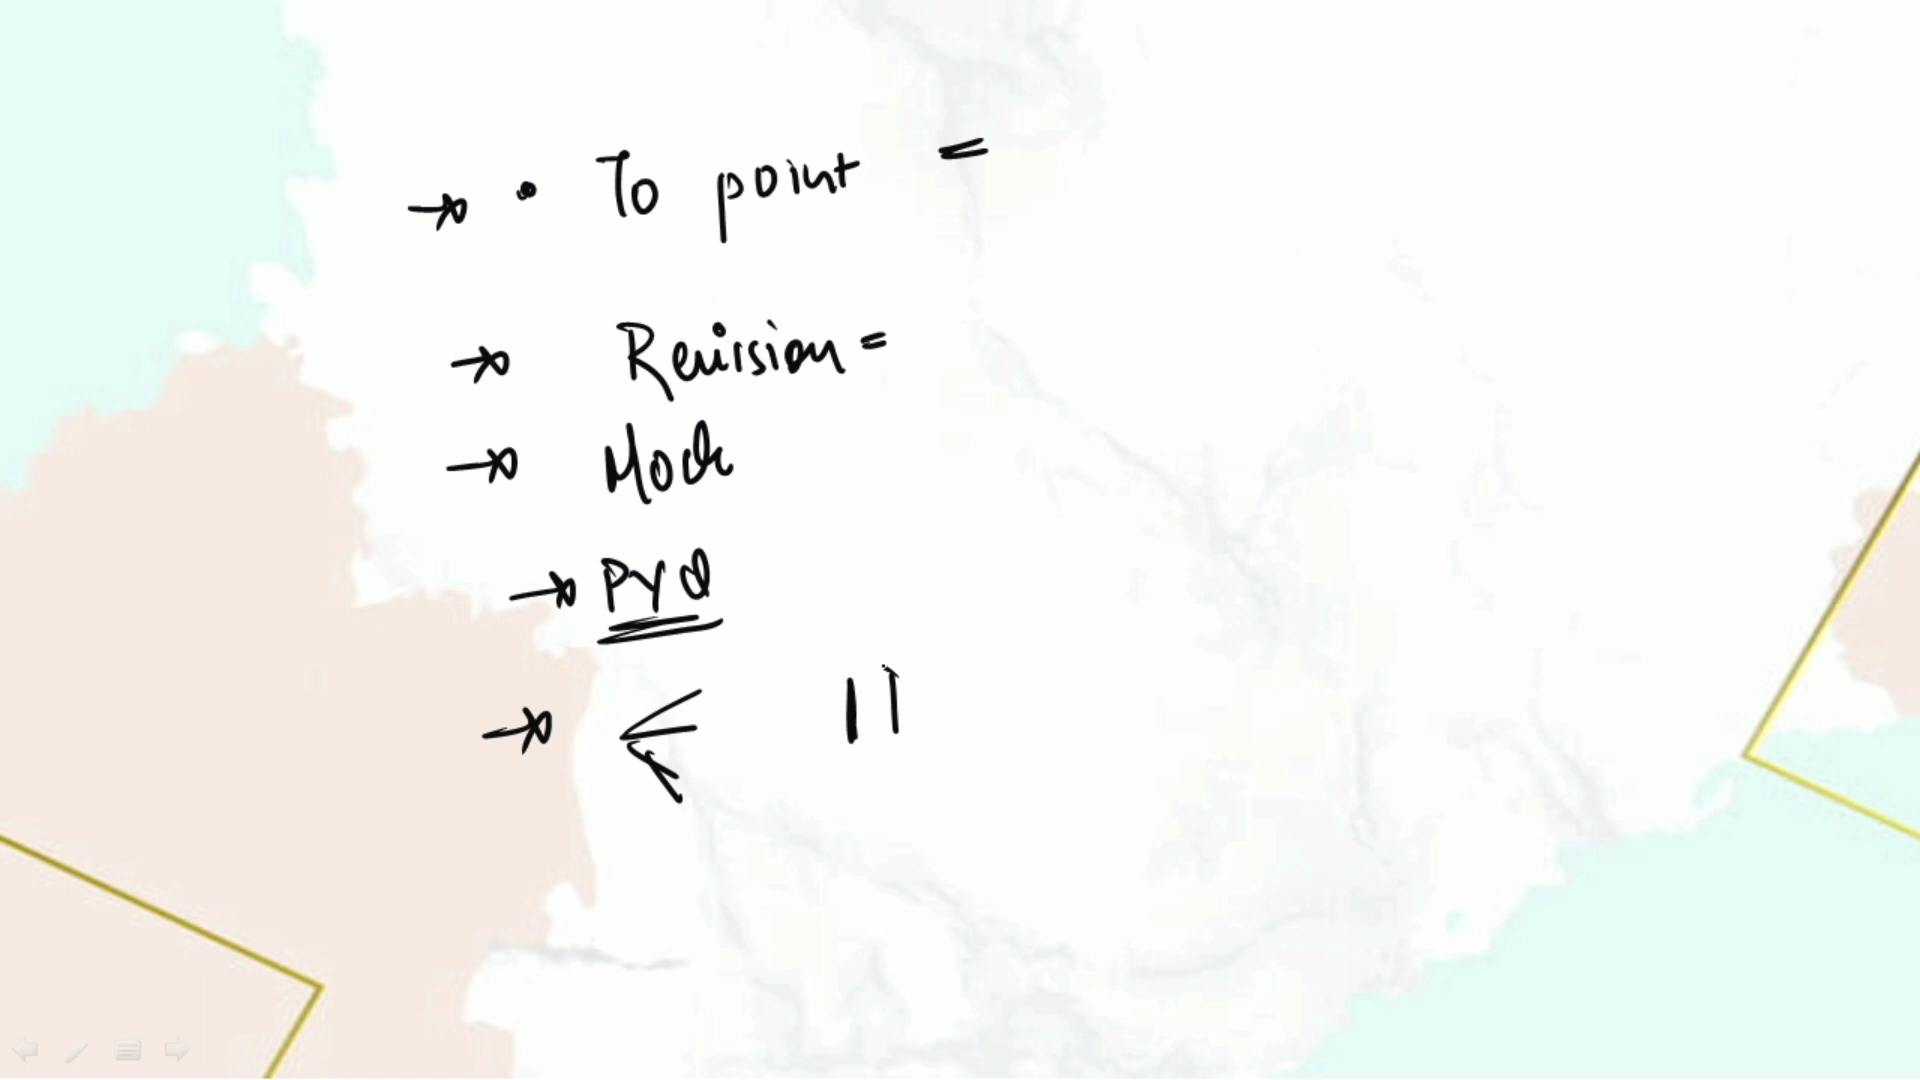 → • To point =
→ Revision =
→ Mock
→ PYQ
→